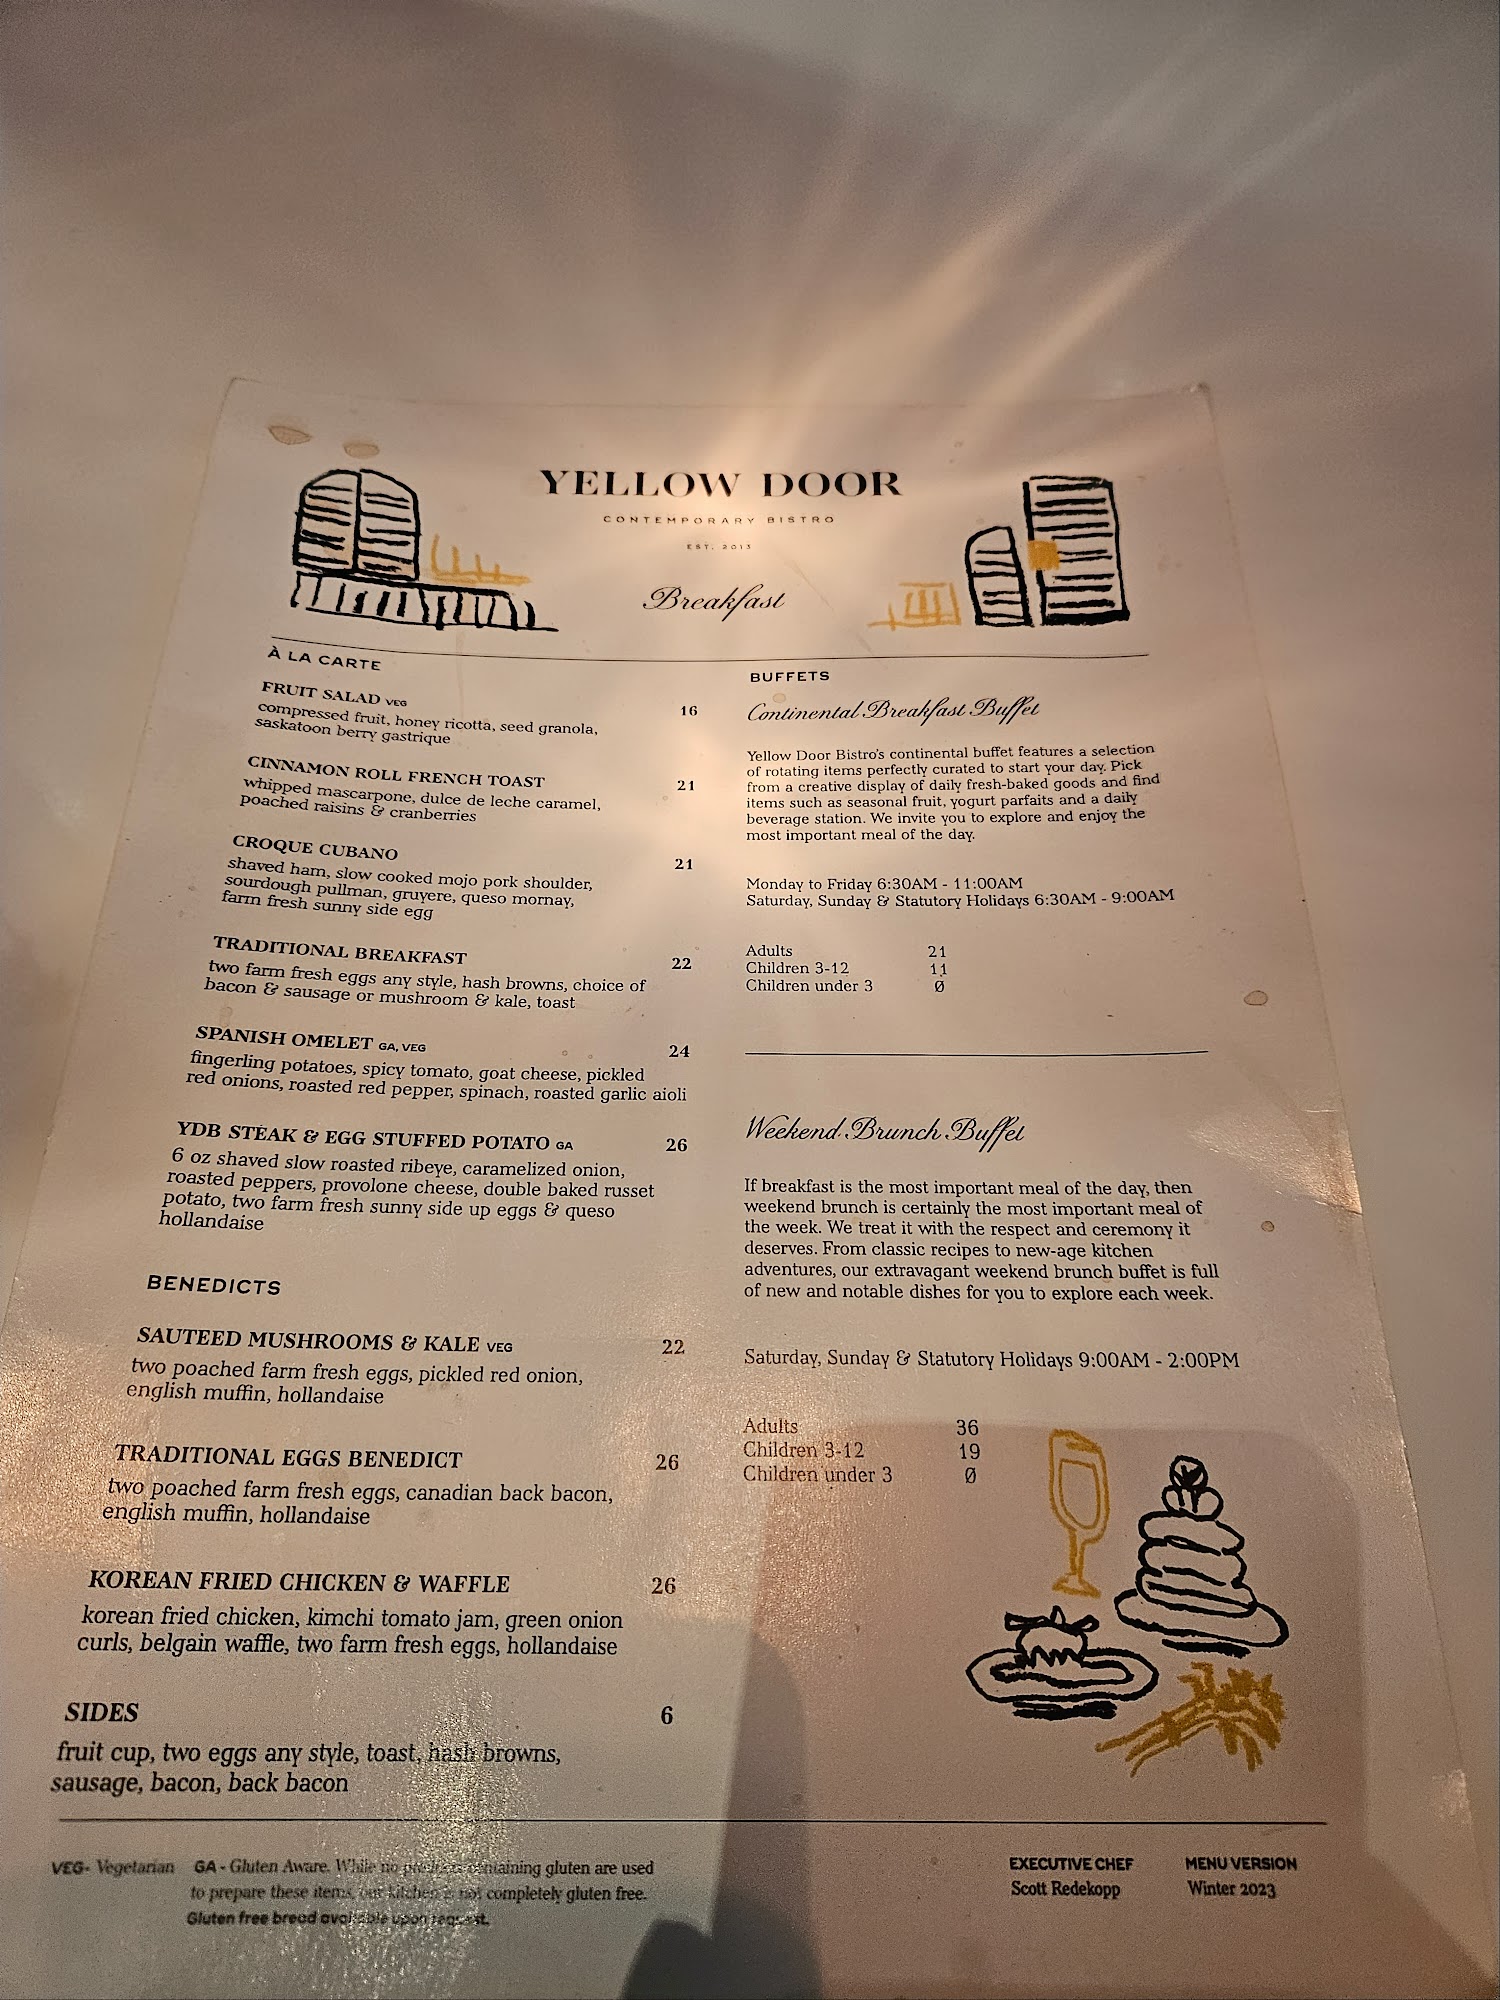 YELLOW DOOR
CONTEMPORARY BISTRO
EST. 2013
Breakfast
À LA CARTE
FRUIT SALAD VEG
16
compressed fruit, honey ricotta, seed granola,
saskatoon berry gastrique
CINNAMON ROLL FRENCH TOAST
21
whipped mascarpone, dulce de leche caramel,
poached raisins & cranberries
CROQUE CUBANO
21
shaved ham, slow cooked mojo pork shoulder,
sourdough pullman, gruyere, queso mornay,
farm fresh sunny side egg
TRADITIONAL BREAKFAST
22
two farm fresh eggs any style, hash browns, choice of
bacon & sausage or mushroom & kale, toast
SPANISH OMELET GA, VEG
24
fingerling potatoes, spicy tomato, goat cheese, pickled
red onions, roasted red pepper, spinach, roasted garlic aioli
YDB STEAK & EGG STUFFED POTATO GA
26
6 oz shaved slow roasted ribeye, caramelized onion,
roasted peppers, provolone cheese, double baked russet
potato, two farm fresh sunny side up eggs & queso
hollandaise
BENEDICTS
SAUTEED MUSHROOMS & KALE VEG
22
two poached farm fresh eggs, pickled red onion,
english muffin, hollandaise
TRADITIONAL EGGS BENEDICT
26
two poached farm fresh eggs, canadian back bacon,
english muffin, hollandaise
KOREAN FRIED CHICKEN & WAFFLE
26
korean fried chicken, kimchi tomato jam, green onion
curls, belgain waffle, two farm fresh eggs, hollandaise
SIDES
6
fruit cup, two eggs any style, toast, hash browns,
sausage, bacon, back bacon
BUFFETS
Continental Breakfast Buffet
Yellow Door Bistro's continental buffet features a selection
of rotating items perfectly curated to start your day. Pick
from a creative display of daily fresh-baked goods and find
items such as seasonal fruit, yogurt parfaits and a daily
beverage station. We invite you to explore and enjoy the
most important meal of the day.
Monday to Friday 6:30AM - 11:00AM
Saturday, Sunday & Statutory Holidays 6:30AM - 9:00AM
Adults 21
Children 3-12 11
Children under 3 Ø
Weekend Brunch Buffet
If breakfast is the most important meal of the day, then
weekend brunch is certainly the most important meal of
the week. We treat it with the respect and ceremony it
deserves. From classic recipes to new-age kitchen
adventures, our extravagant weekend brunch buffet is full
of new and notable dishes for you to explore each week.
Saturday, Sunday & Statutory Holidays 9:00AM - 2:00PM
Adults 36
Children 3-12 19
Children under 3 Ø
VEG- Vegetarian
GA - Gluten Aware. While no products containing gluten are used
to prepare these items, our kitchen is not completely gluten free.
Gluten free bread available upon request.
EXECUTIVE CHEF
Scott Redekopp
MENU VERSION
Winter 2023